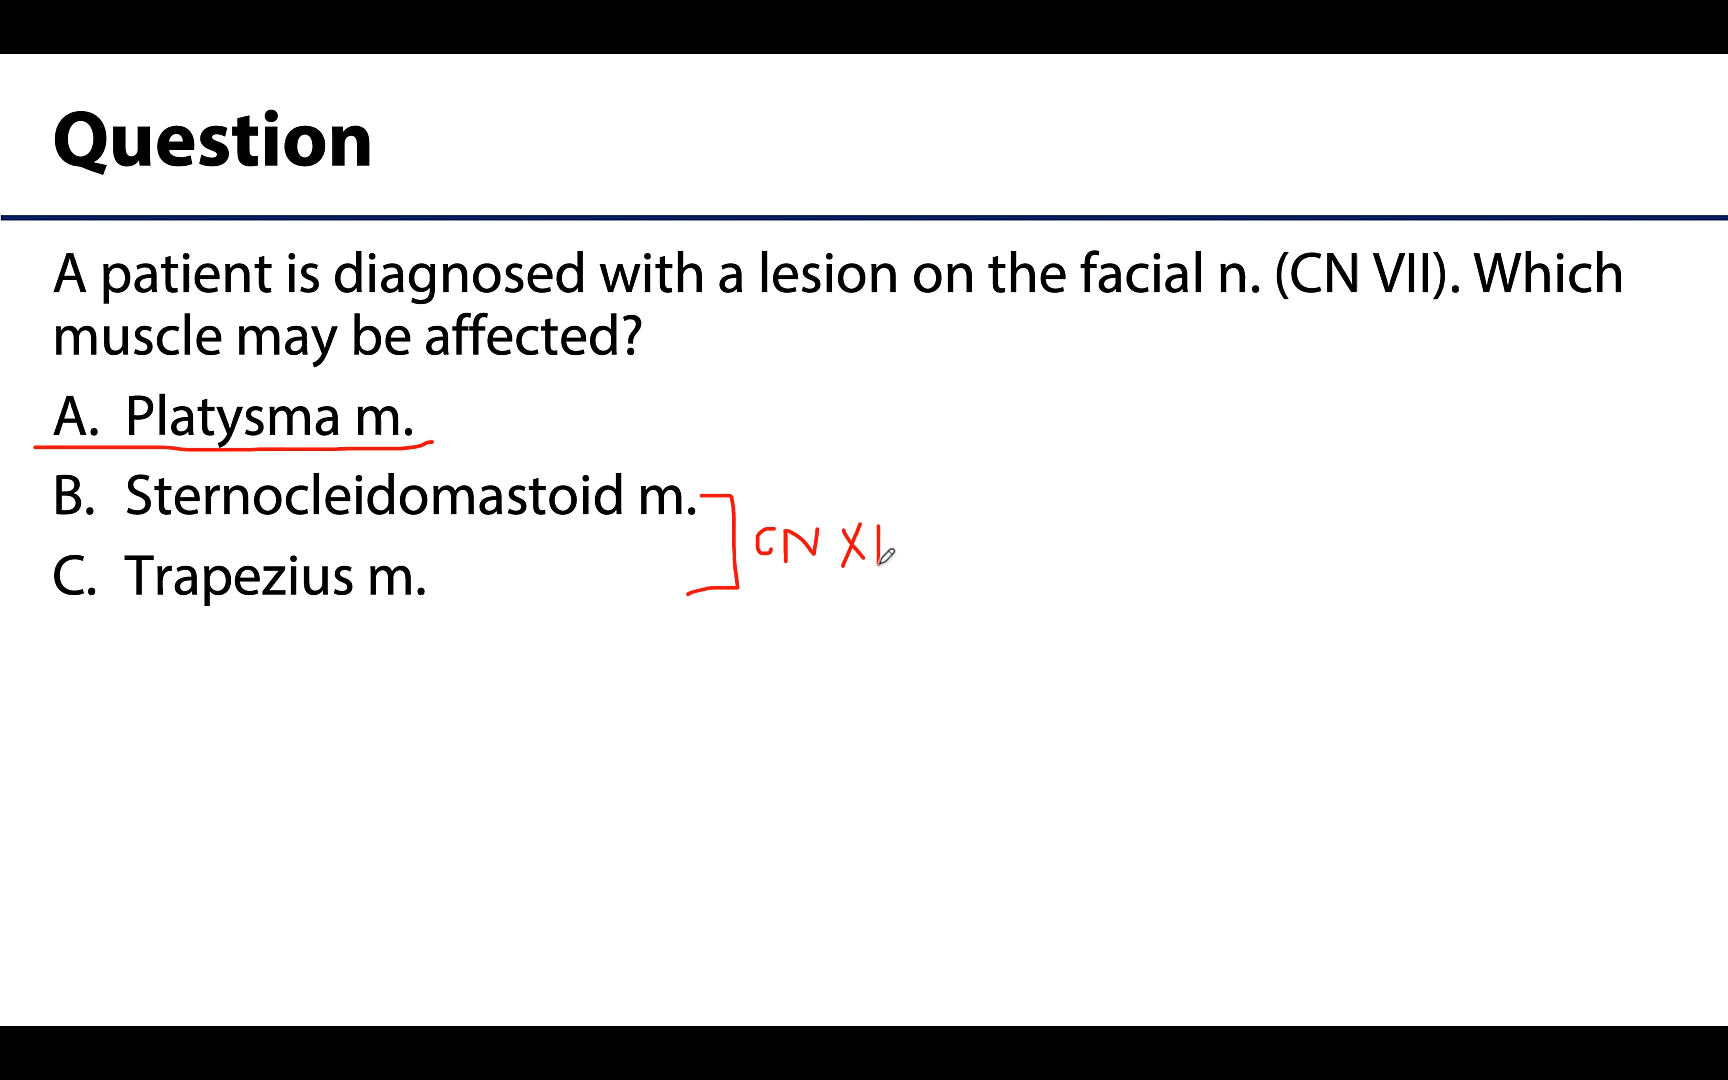 Question
A patient is diagnosed with a lesion on the facial n. (CN VII). Which
muscle may be affected?
A. Platysma m.
B. Sternocleidomastoid m.
CN XI
C. Trapezius m.